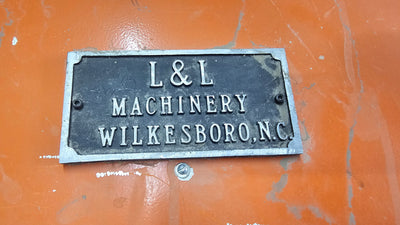 L & L
MACHINERY
WILKESBORO, N.C.